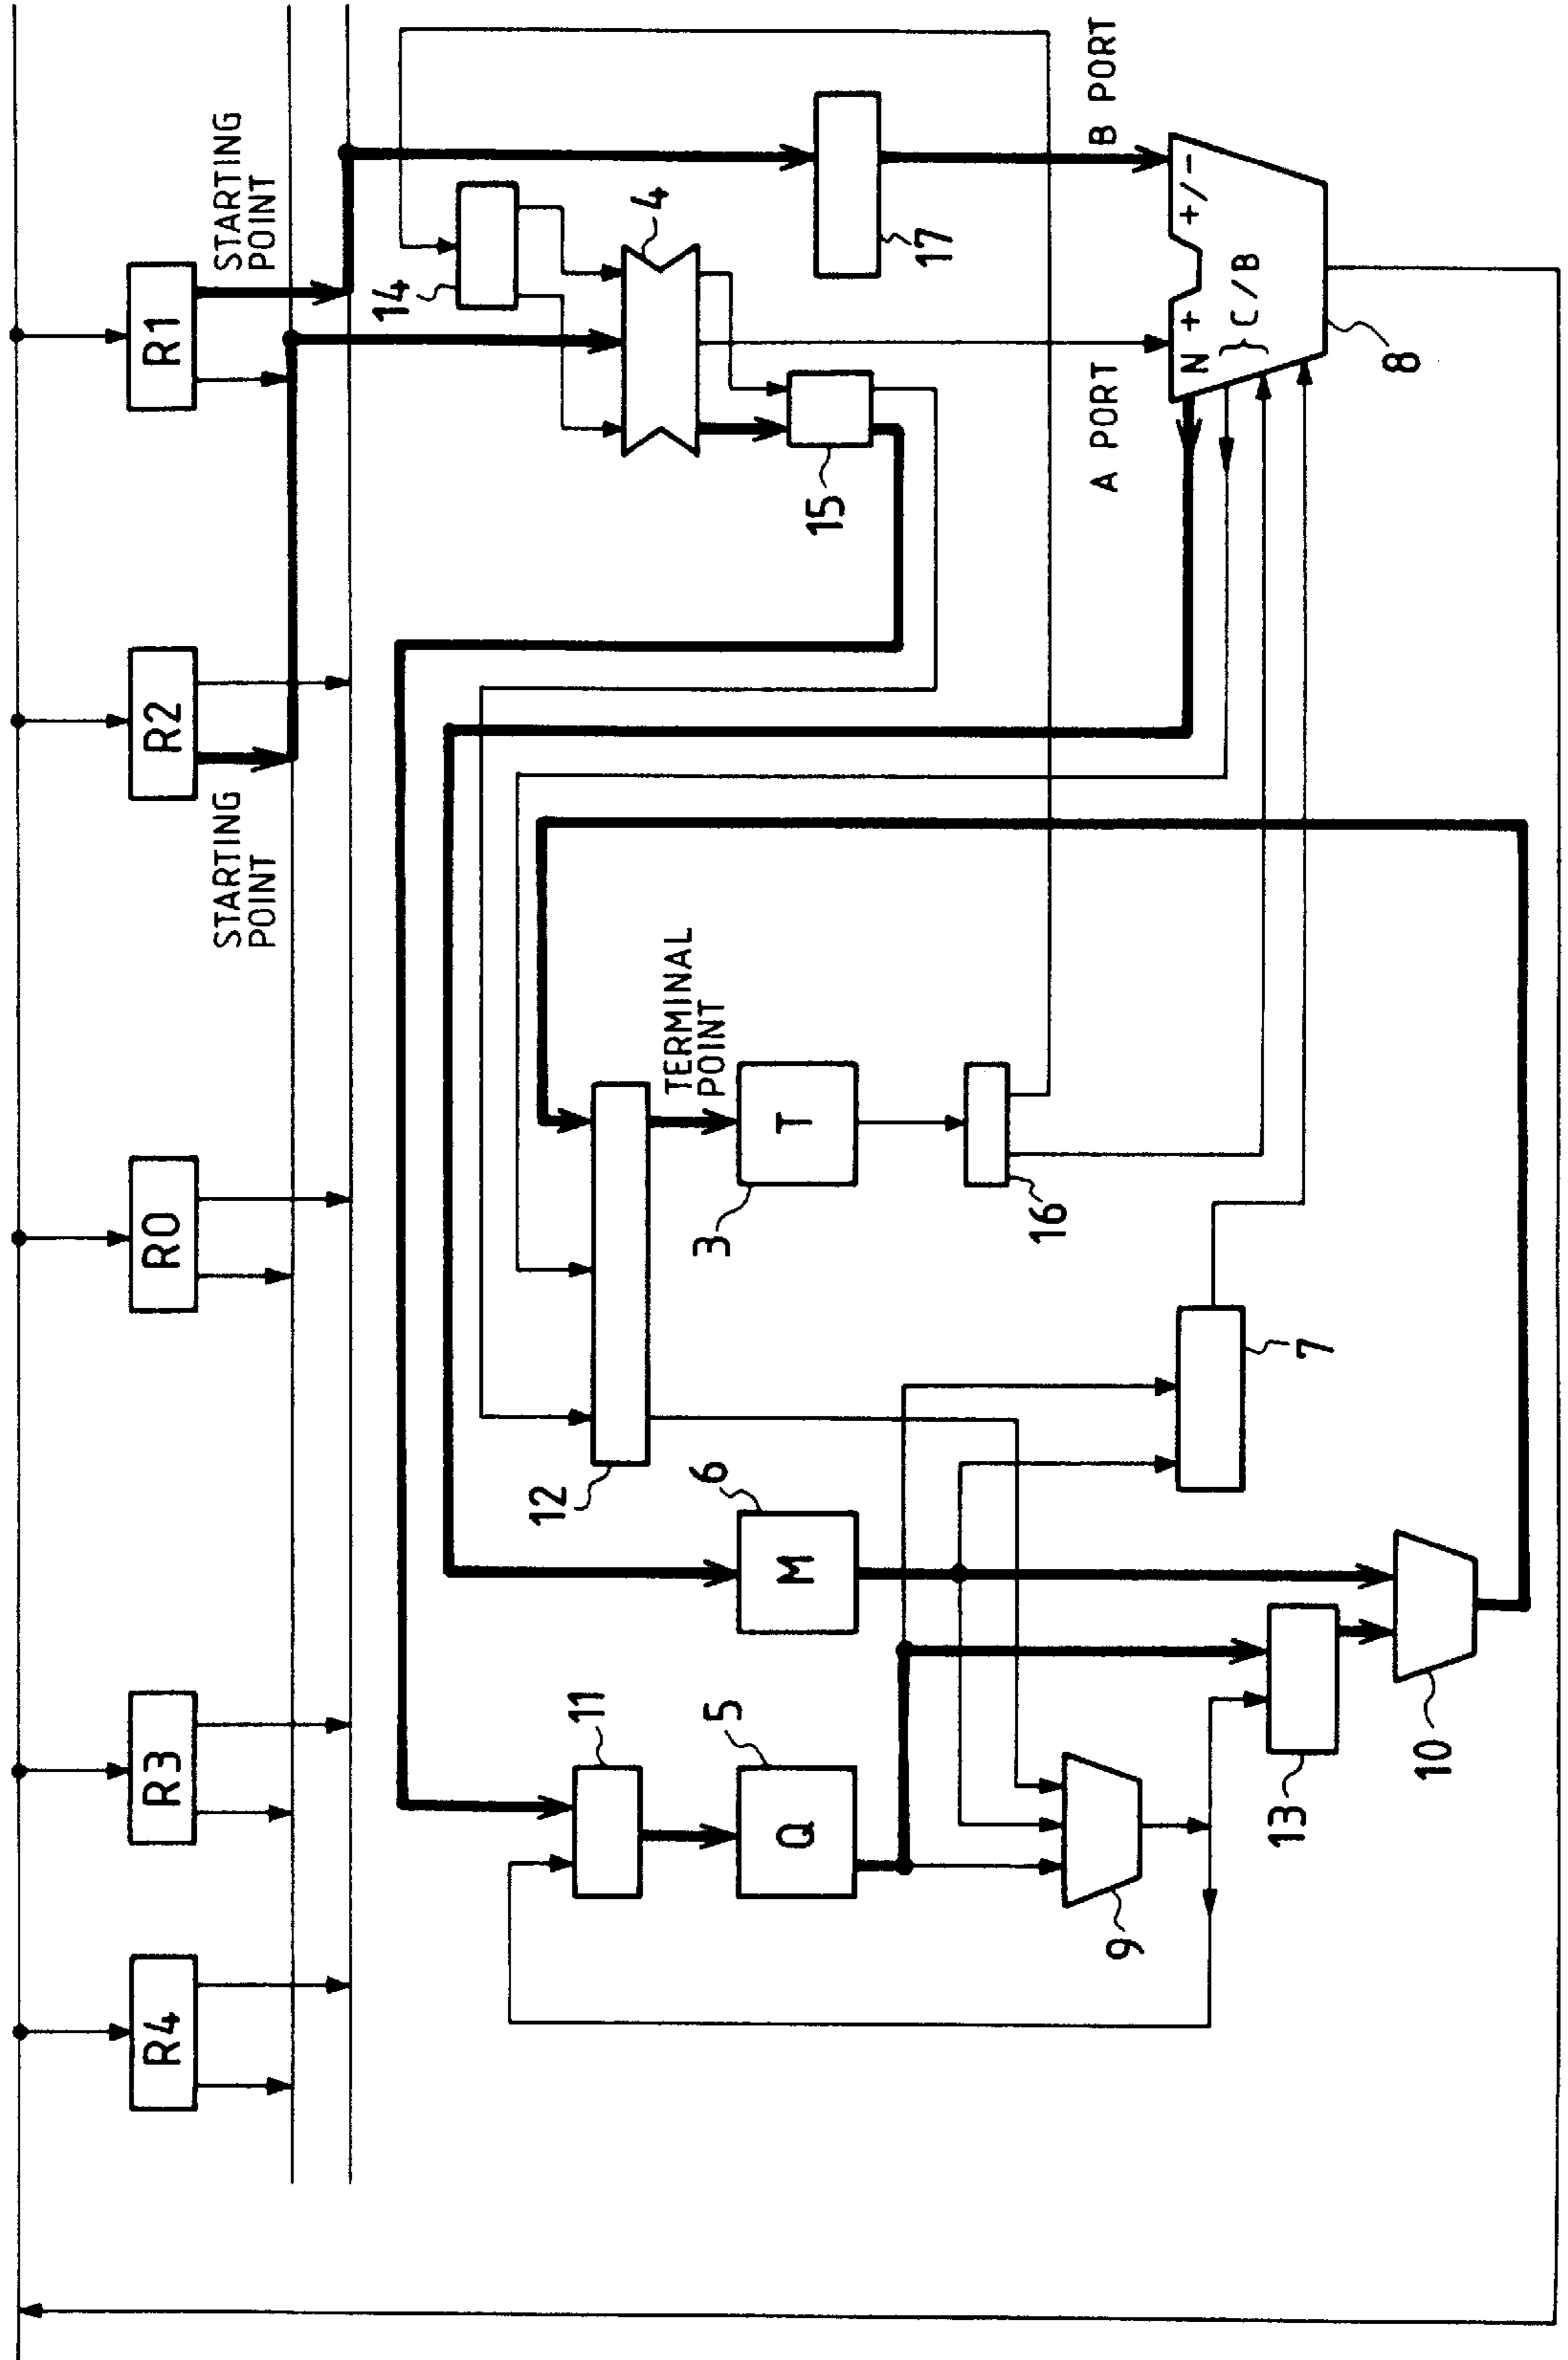 R4
R3
R0
R2
R1
STARTING
POINT
STARTING
POINT
14
4
15
17
A PORT
B PORT
N
+
+/-
} C/B
8
12
TERMINAL
POINT
T
3
16
7
6
M
11
5
Q
9
13
10